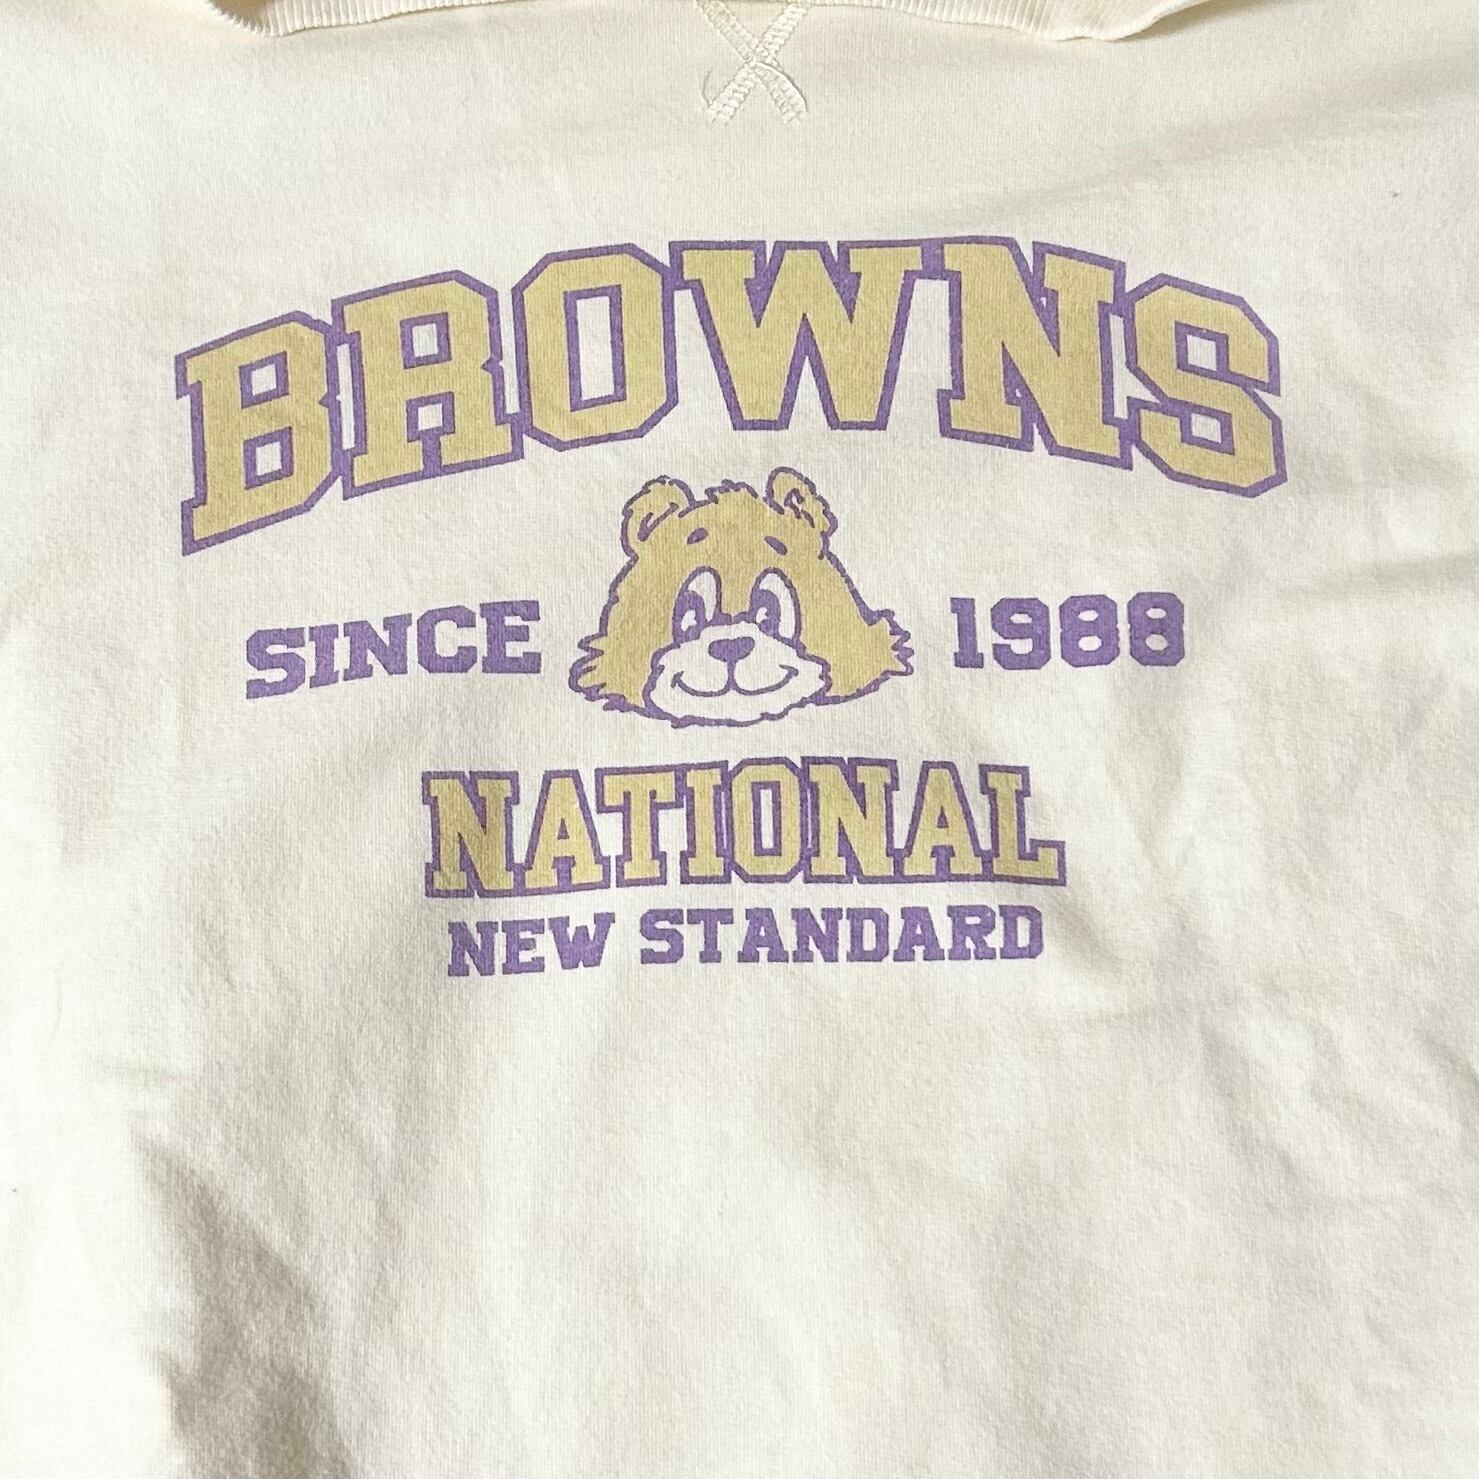 BROWNS
SINCE 1988
NATIONAL
NEW STANDARD